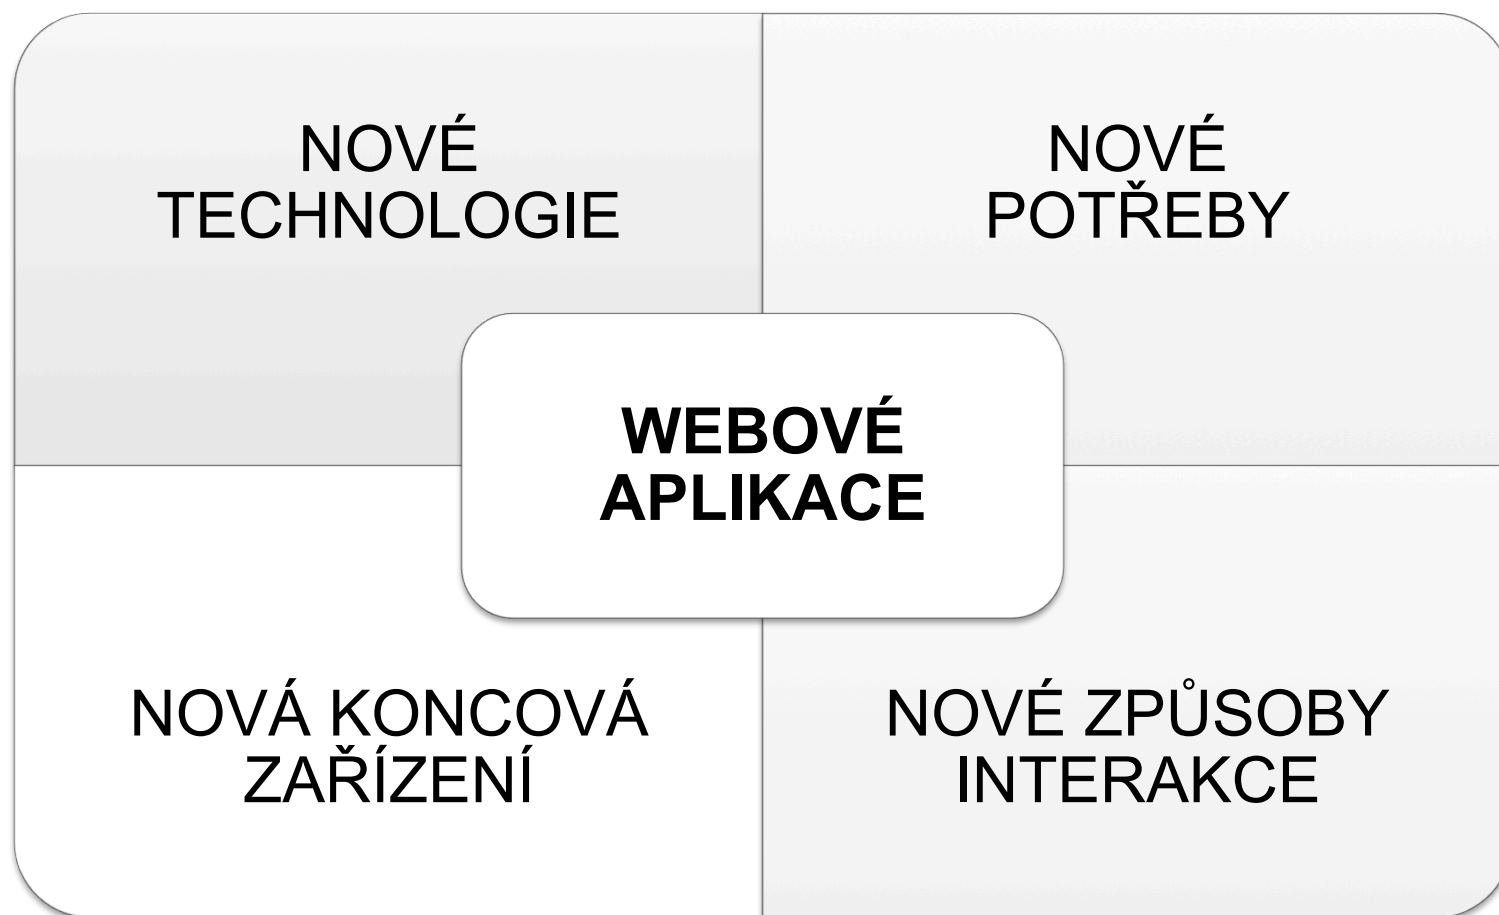 NOVÉ
TECHNOLOGIE
NOVÉ
POTŘEBY
WEBOVÉ
APLIKACE
NOVÁ KONCOVÁ
ZAŘÍZENÍ
NOVÉ ZPŮSOBY
INTERAKCE